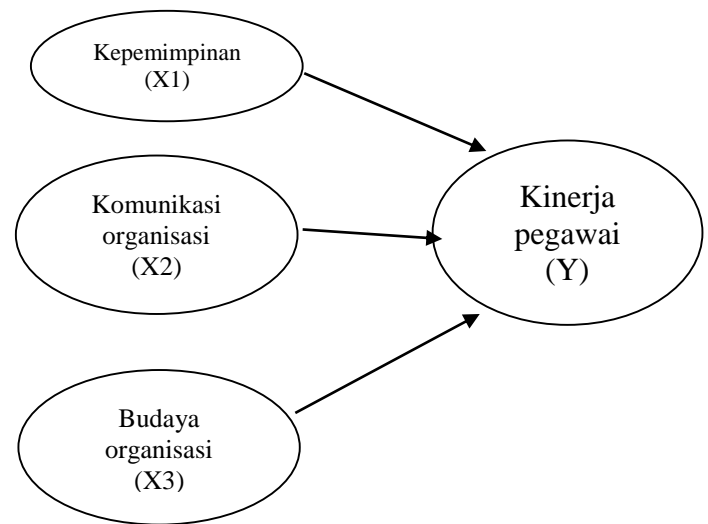 Kepemimpinan
(X1)
Komunikasi
organisasi
(X2)
Kinerja
pegawai
(Y)
Budaya
organisasi
(X3)